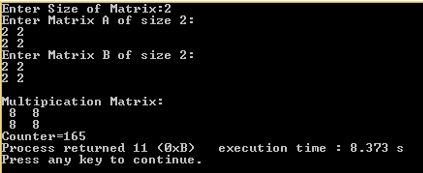 Enter Size of Matrix:2
Enter Matrix A of size 2:
2 2
2 2
Enter Matrix B of size 2:
2 2
2 2
Multipication Matrix:
8 8
8 8
Counter=165
Process returned 11 (0xB) execution time : 8.373 s
Press any key to continue.